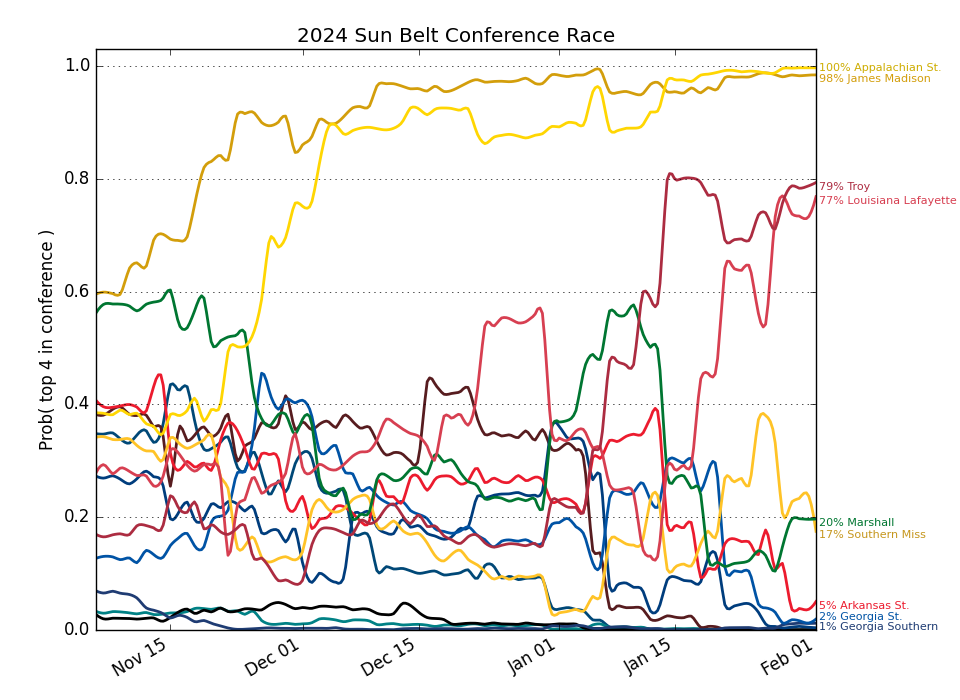 2024 Sun Belt Conference Race
Prob( top 4 in conference )
1.0
0.8
0.6
0.4
0.2
0.0
Nov 15
Dec 01
Dec 15
Jan 01
Jan 15
Feb 01
100% Appalachian St.
98% James Madison
79% Troy
77% Louisiana Lafayette
20% Marshall
17% Southern Miss
5% Arkansas St.
2% Georgia St.
1% Georgia Southern